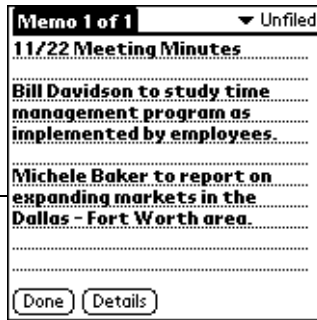 Memo 1 of 1
Unfiled
11/22 Meeting Minutes
Bill Davidson to study time
management program as
implemented by employees.
Michele Baker to report on
expanding markets in the
Dallas - Fort Worth area.
Done
Details